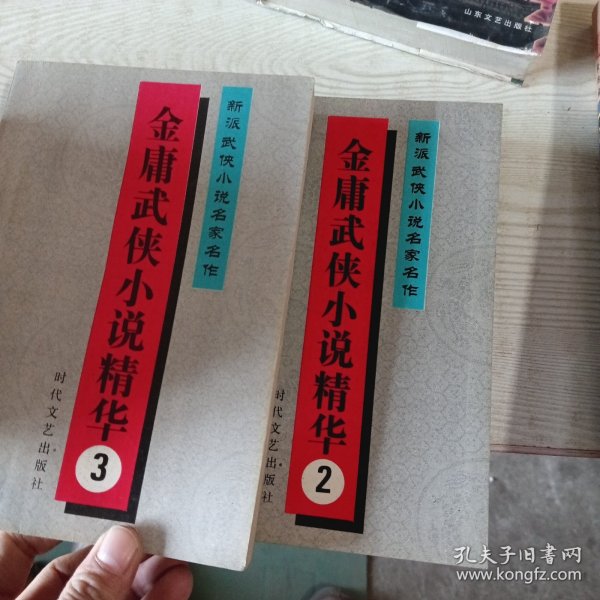 山东文艺出版社
新派武侠小说名家名作
金庸武侠小说精华
3
时代文艺出版社
新派武侠小说名家名作
金庸武侠小说精华
2
时代文艺出版社
孔夫子旧书网
www.kongfz.com